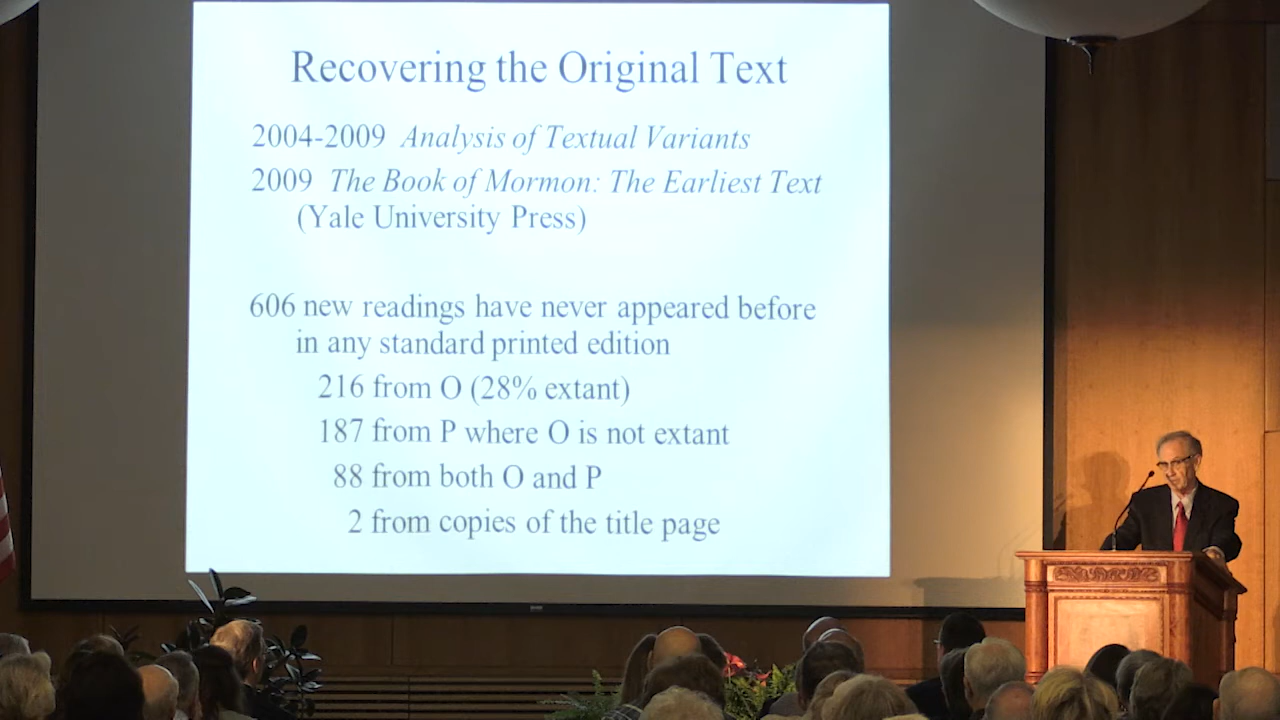 Recovering the Original Text
2004-2009 Analysis of Textual Variants
2009 The Book of Mormon: The Earliest Text
(Yale University Press)
606 new readings have never appeared before
in any standard printed edition
216 from O (28% extant)
187 from P where O is not extant
88 from both O and P
2 from copies of the title page